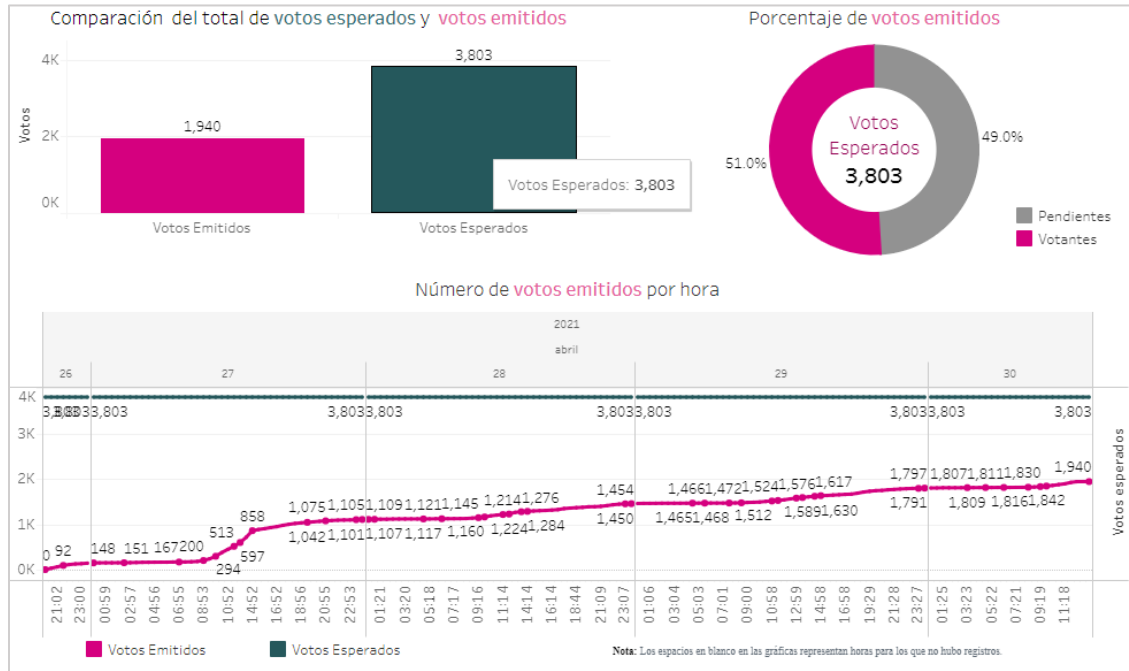 Comparación del total de votos esperados y votos emitidos
4K
2K
0K
Votos
1,940
3,803
Votos Esperados: 3,803
Votos Emitidos
Votos Esperados
Porcentaje de votos emitidos
51.0%
49.0%
Votos
Esperados
3,803
Pendientes
Votantes
Número de votos emitidos por hora
2021
abril
26 27 28 29 30
4K
3,803 3,803 3,803 3,803 3,803 3,803 3,803 3,803
3K
2K
1K
0K
0 92 148 151 167 200 513 858 1,075 1,105 1,109 1,121 1,145 1,214 1,276 1,454 1,466 1,472 1,524 1,576 1,617 1,797 1,807 1,811 1,830 1,940
294 597 1,042 1,101 1,107 1,117 1,160 1,224 1,284 1,450 1,465 1,468 1,512 1,589 1,630 1,791 1,809 1,816 1,842
Votos esperados
21:02 23:00 00:59 02:57 04:56 06:55 08:53 10:52 14:52 16:52 18:56 20:55 22:53 01:21 03:20 05:18 07:17 09:16 11:14 14:14 16:14 18:44 21:09 23:07 01:06 03:04 05:03 07:01 09:00 10:58 12:59 14:58 16:58 19:29 21:28 23:27 01:25 03:23 05:22 07:21 09:19 11:18
Votos Emitidos
Votos Esperados
Nota: Los espacios en blanco en las gráficas representan horas para los que no hubo registros.